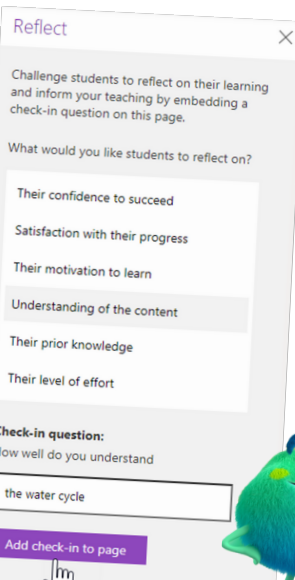 Reflect
Challenge students to reflect on their learning
and inform your teaching by embedding a
check-in question on this page.
What would you like students to reflect on?
Their confidence to succeed
Satisfaction with their progress
Their motivation to learn
Understanding of the content
Their prior knowledge
Their level of effort
Check-in question:
How well do you understand
the water cycle
Add check-in to page